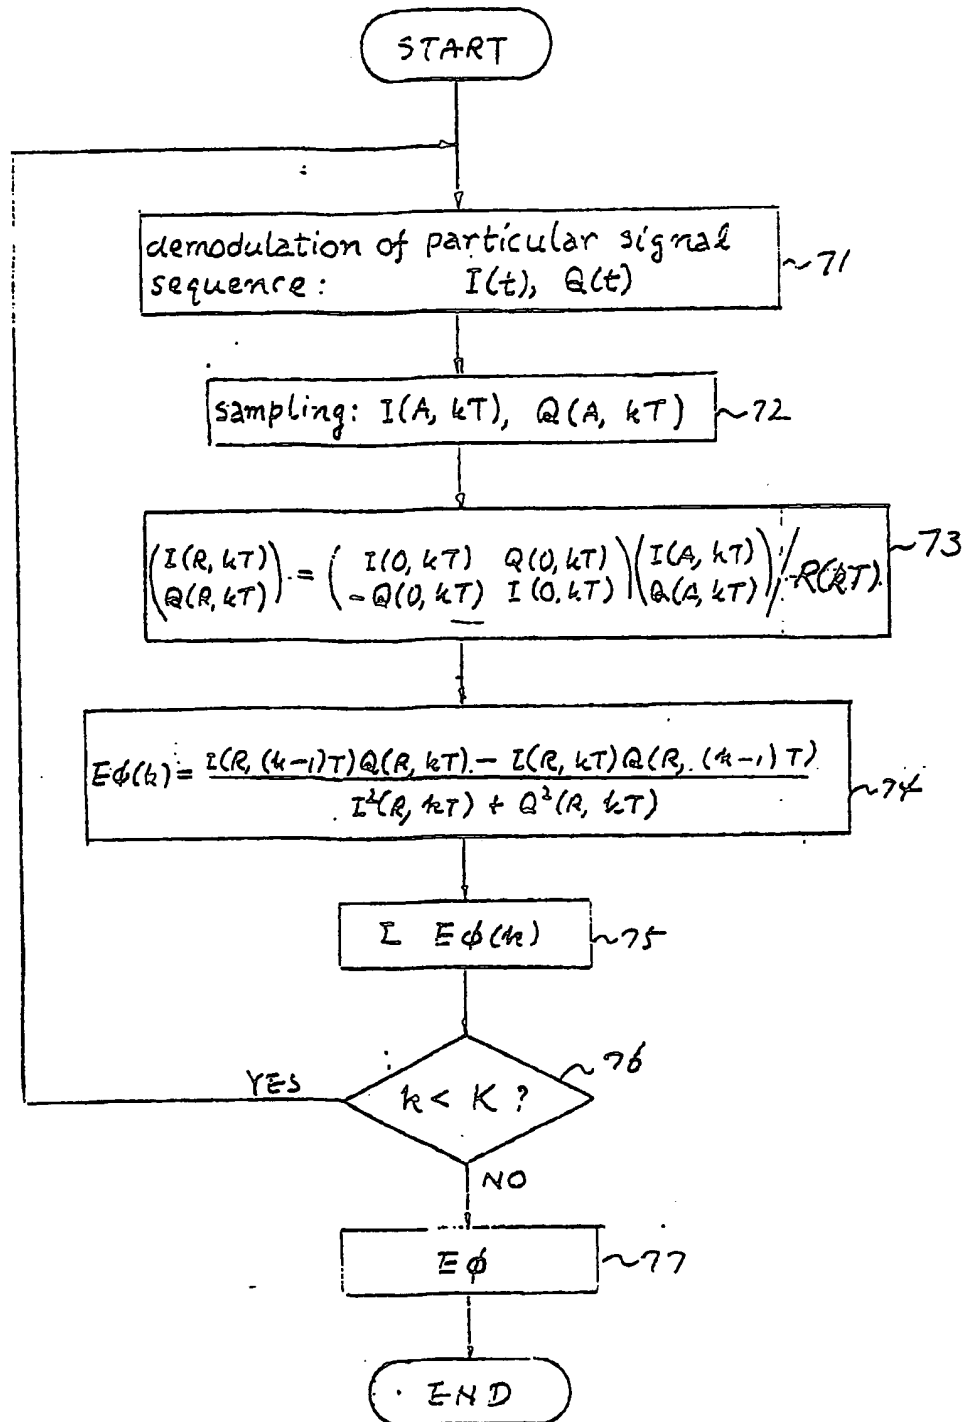 START
demodulation of particular signal
sequence: I(t), Q(t)
~71
sampling: I(A, kT), Q(A, kT)
~72
(I(R, kT) Q(R, kT)) = (I(0, kT) Q(0, kT) -Q(0, kT) I(0, kT)) (I(A, kT) Q(A, kT)) / R(kT)
~73
Eφ(k) = I(R, (k-1)T)Q(R, kT) - I(R, kT)Q(R, (k-1)T)
I²(R, kT) + Q²(R, kT)
~74
Σ Eφ(k)
~75
76
YES
k < K ?
NO
Eφ
~77
END